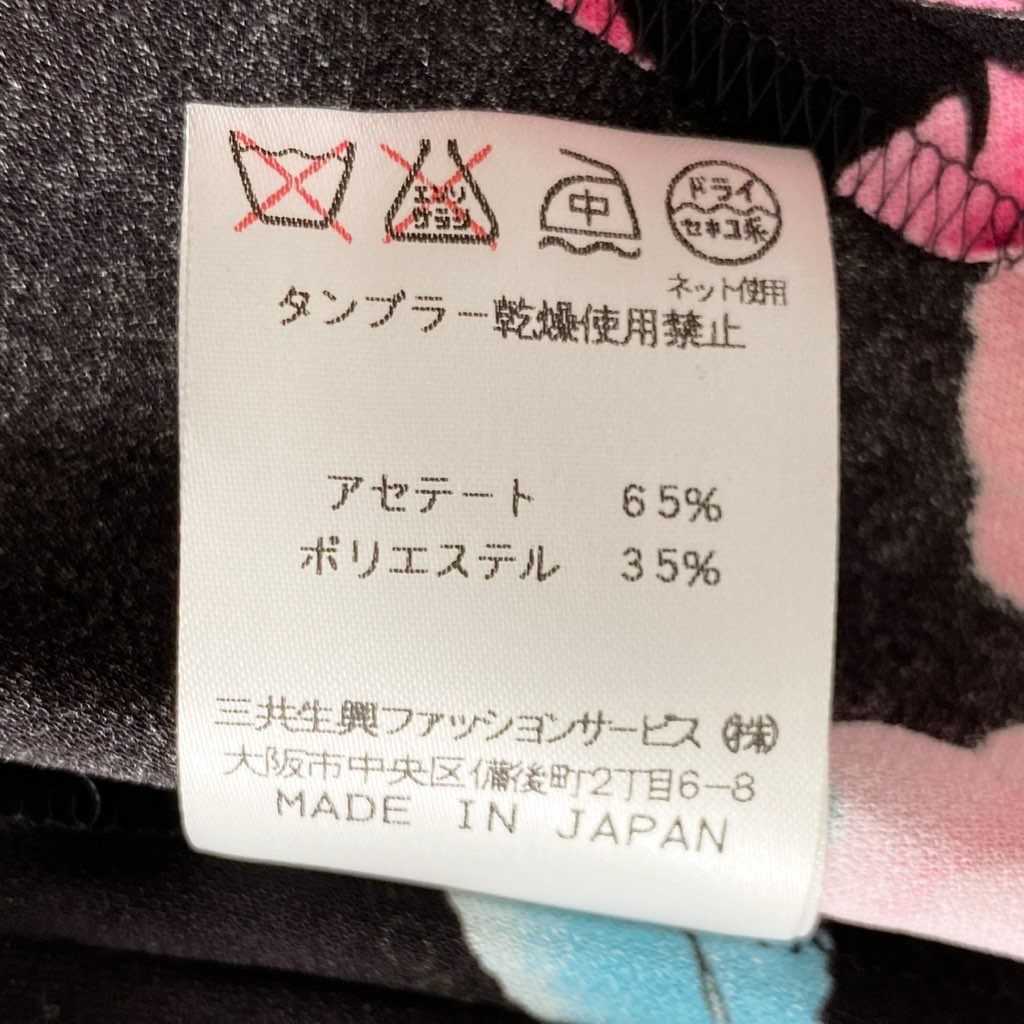 エンソ
サラシ
中
ドライ
セキユ系
ネット使用
タンブラー乾燥使用禁止
アセテート 65%
ポリエステル 35%
三共生興ファッションサービス㈱
大阪市中央区備後町2丁目6-8
MADE IN JAPAN